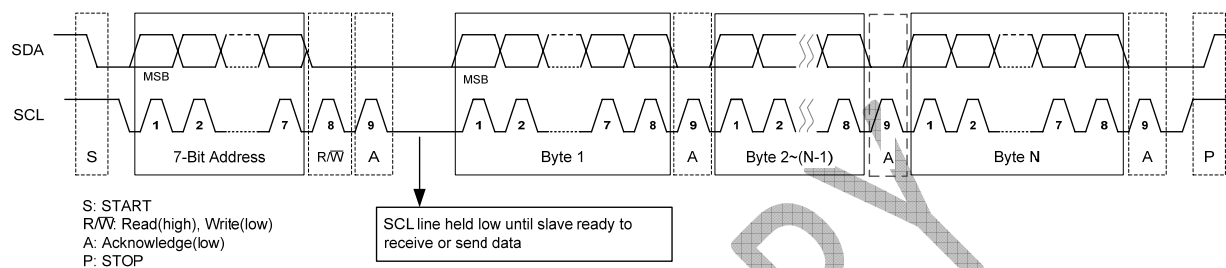 SDA
MSB
MSB
SCL
1 2 7 8 9 1 2 7 8 9 1 2 8 9 1 2 7 8 9
S 7-Bit Address R/W̅ A Byte 1 A Byte 2~(N-1) A Byte N A P
S: START
R/W̅: Read(high), Write(low)
A: Acknowledge(low)
P: STOP
SCL line held low until slave ready to
receive or send data